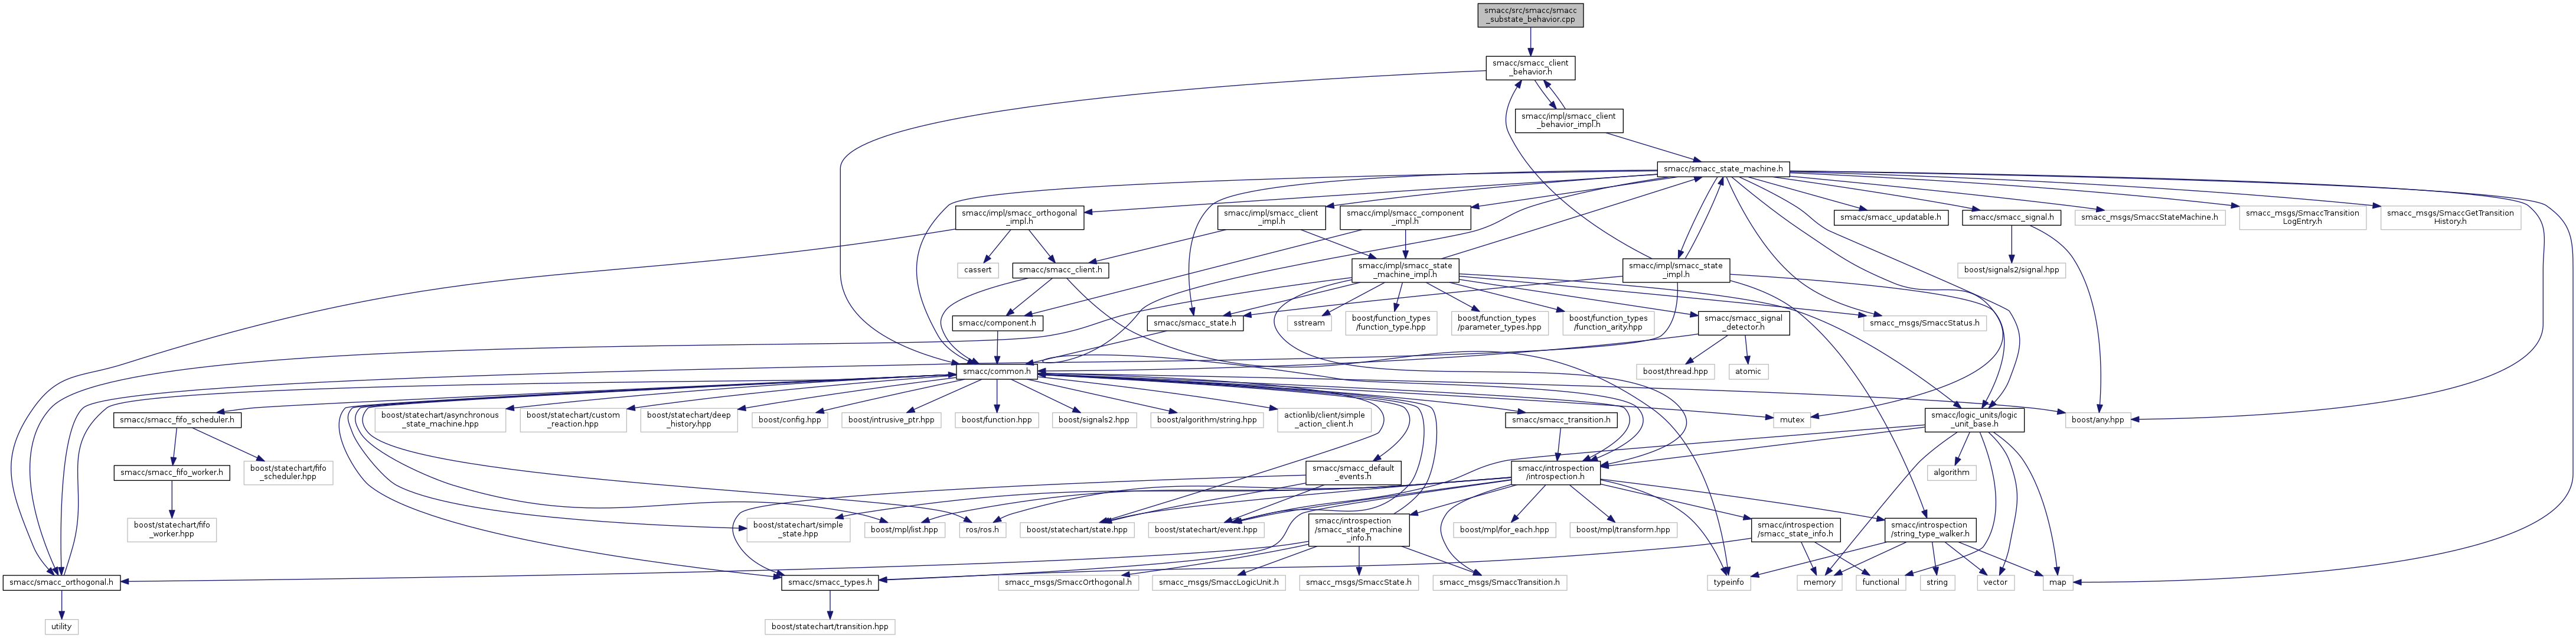 smacc/src/smacc/smacc
_substate_behavior.cpp
smacc/smacc_client
_behavior.h
smacc/impl/smacc_client
_behavior_impl.h
smacc/smacc_state_machine.h
smacc/impl/smacc_orthogonal
_impl.h
smacc/impl/smacc_client
_impl.h
smacc/impl/smacc_component
_impl.h
smacc/smacc_updatable.h
smacc/smacc_signal.h
smacc_msgs/SmaccStateMachine.h
smacc_msgs/SmaccTransition
LogEntry.h
smacc_msgs/SmaccGetTransition
History.h
cassert
smacc/smacc_client.h
smacc/impl/smacc_state
_machine_impl.h
smacc/impl/smacc_state
_impl.h
boost/signals2/signal.hpp
smacc/component.h
smacc/smacc_state.h
sstream
boost/function_types
/function_type.hpp
boost/function_types
/parameter_types.hpp
boost/function_types
/function_arity.hpp
smacc/smacc_signal
_detector.h
smacc_msgs/SmaccStatus.h
smacc/common.h
boost/thread.hpp
atomic
smacc/smacc_fifo_scheduler.h
boost/statechart/asynchronous
_state_machine.hpp
boost/statechart/custom
_reaction.hpp
boost/statechart/deep
_history.hpp
boost/config.hpp
boost/intrusive_ptr.hpp
boost/function.hpp
boost/signals2.hpp
boost/algorithm/string.hpp
actionlib/client/simple
_action_client.h
smacc/smacc_transition.h
mutex
smacc/logic_units/logic
_unit_base.h
boost/any.hpp
smacc/smacc_fifo_worker.h
boost/statechart/fifo
_scheduler.hpp
smacc/smacc_default
_events.h
smacc/introspection
/introspection.h
algorithm
boost/statechart/fifo
_worker.hpp
boost/statechart/simple
_state.hpp
boost/mpl/list.hpp
ros/ros.h
boost/statechart/state.hpp
boost/statechart/event.hpp
smacc/introspection
/smacc_state_machine
_info.h
boost/mpl/for_each.hpp
boost/mpl/transform.hpp
smacc/introspection
/smacc_state_info.h
smacc/introspection
/string_type_walker.h
smacc/smacc_orthogonal.h
smacc/smacc_types.h
smacc_msgs/SmaccOrthogonal.h
smacc_msgs/SmaccLogicUnit.h
smacc_msgs/SmaccState.h
smacc_msgs/SmaccTransition.h
typeinfo
memory
functional
string
vector
map
utility
boost/statechart/transition.hpp